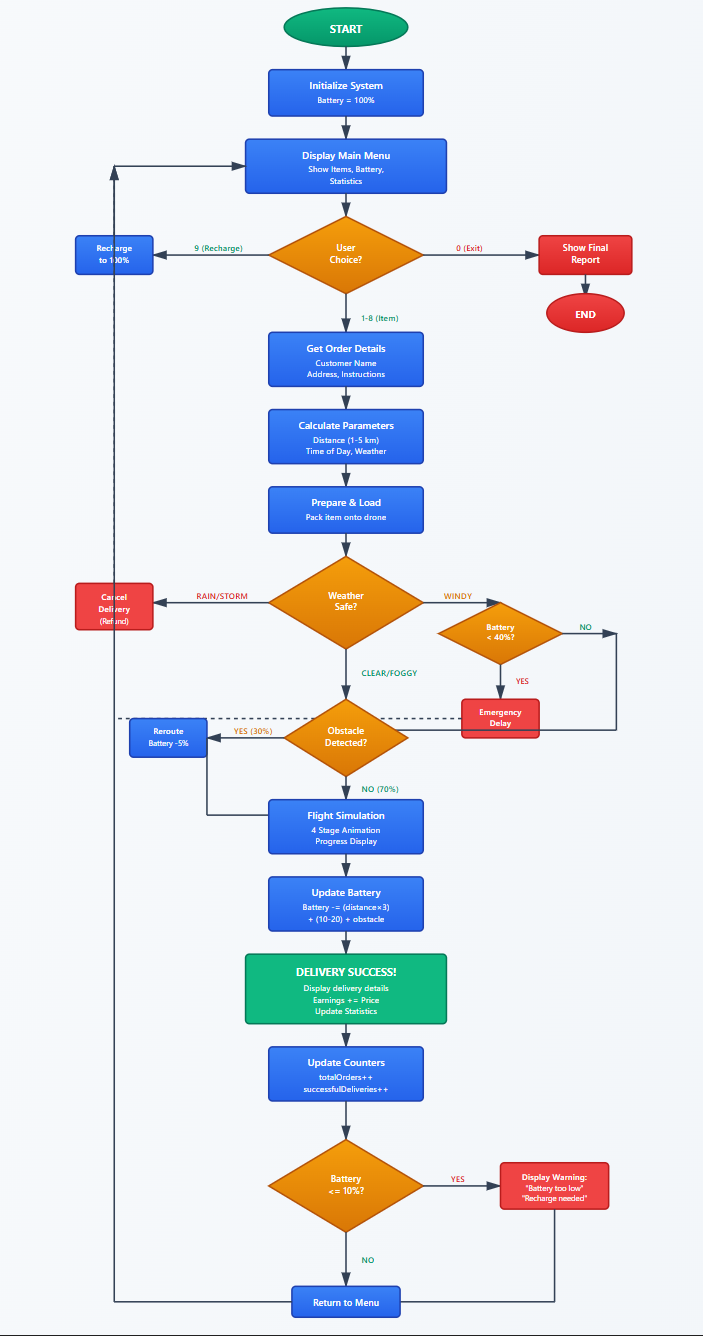 START
Initialize System
Battery = 100%
Display Main Menu
Show Items, Battery,
Statistics
User
Choice?
9 (Recharge)
Recharge
to 100%
0 (Exit)
Show Final
Report
END
1-8 (Item)
Get Order Details
Customer Name
Address, Instructions
Calculate Parameters
Distance (1-5 km)
Time of Day, Weather
Prepare & Load
Pack item onto drone
Weather
Safe?
RAIN/STORM
Cancel
Delivery
(Refund)
WINDY
Battery
< 40%?
NO
YES
Emergency
Delay
CLEAR/FOGGY
Obstacle
Detected?
YES (30%)
Reroute
Battery -5%
NO (70%)
Flight Simulation
4 Stage Animation
Progress Display
Update Battery
Battery -= (distance×3)
+ (10-20) + obstacle
DELIVERY SUCCESS!
Display delivery details
Earnings += Price
Update Statistics
Update Counters
totalOrders++
successfulDeliveries++
Battery
<= 10%?
YES
Display Warning:
"Battery too low"
"Recharge needed"
NO
Return to Menu